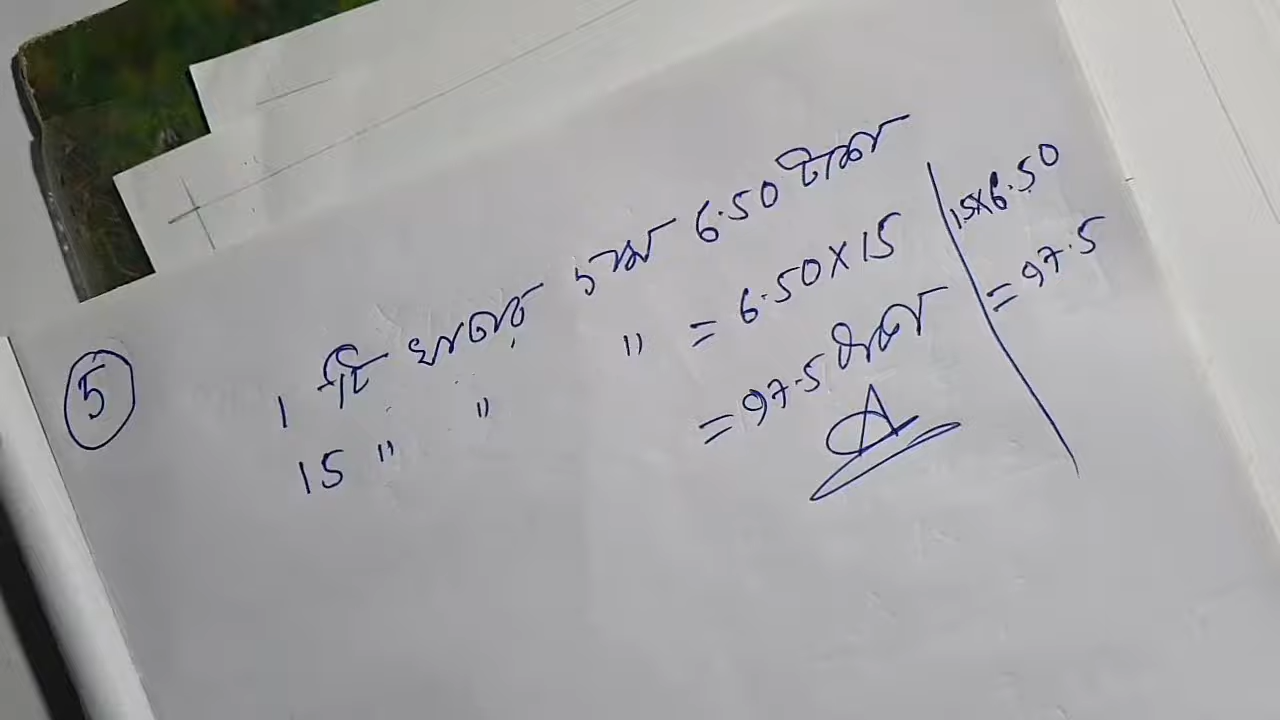 5
1 টি খাতার দাম 6.50 টাকা
15 " " " = 6.50 × 15
= 97.5 টাকা
A
15×6.50
= 97.5